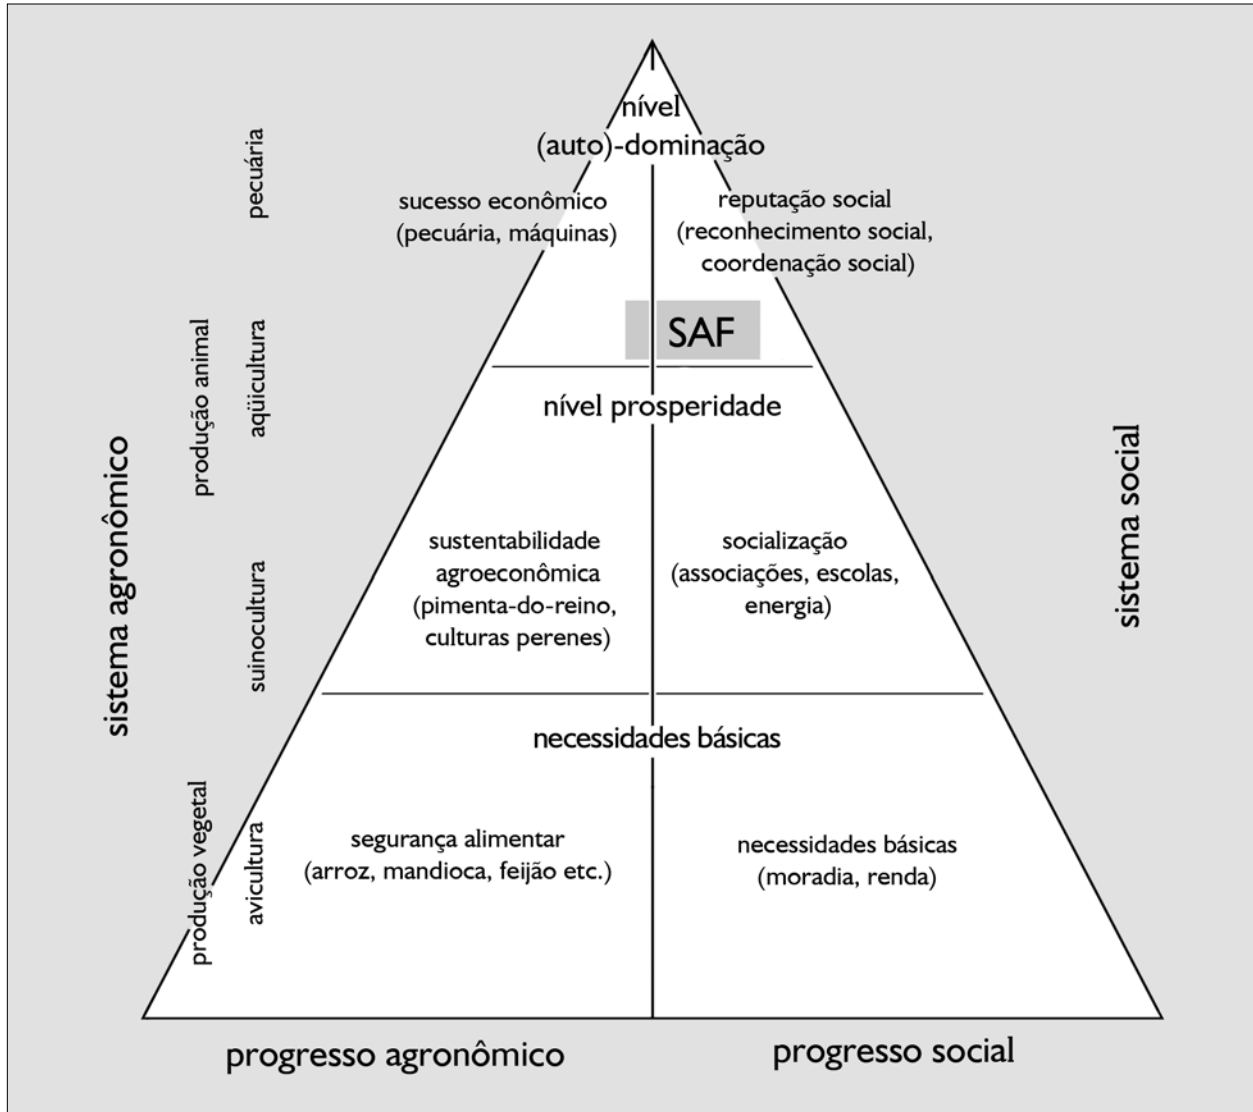 nível
(auto)-dominação
sucesso econômico
(pecuária, máquinas)
reputação social
(reconhecimento social,
coordenação social)
SAF
nível prosperidade
sustentabilidade
agroeconômica
(pimenta-do-reino,
culturas perenes)
socialização
(associações, escolas,
energia)
necessidades básicas
segurança alimentar
(arroz, mandioca, feijão etc.)
necessidades básicas
(moradia, renda)
sistema agronômico
produção animal
produção vegetal
pecuária
aqüicultura
suinocultura
avicultura
sistema social
progresso agronômico
progresso social